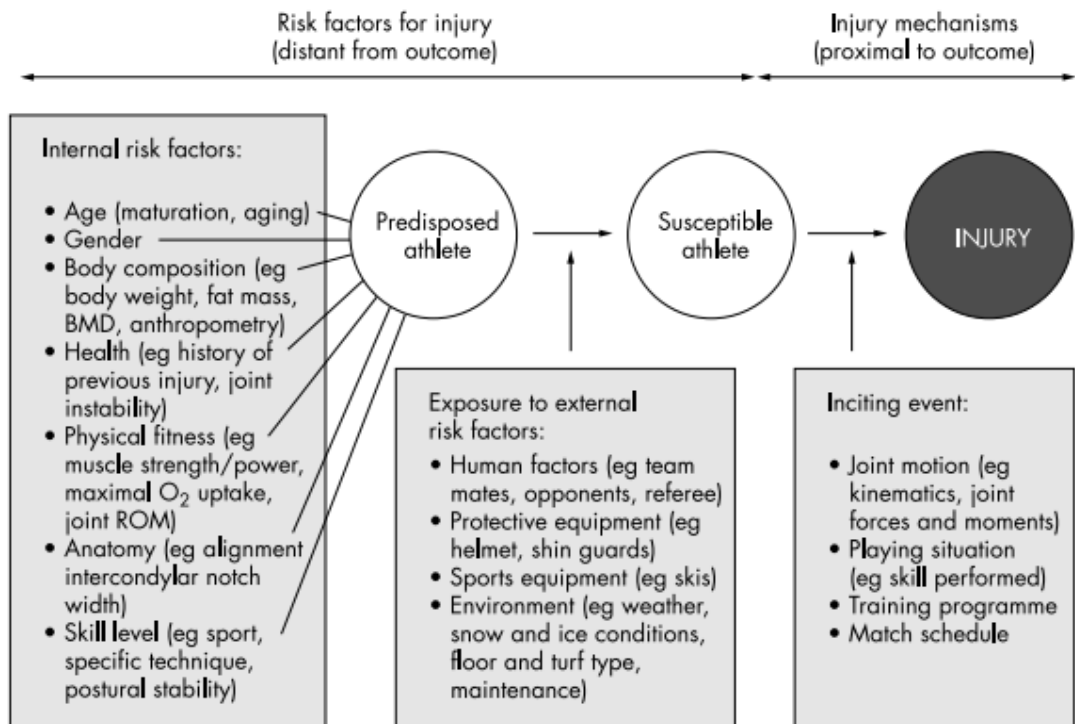 Risk factors for injury
(distant from outcome)
Injury mechanisms
(proximal to outcome)
Internal risk factors:
• Age (maturation, aging)
• Gender
• Body composition (eg
body weight, fat mass,
BMD, anthropometry)
• Health (eg history of
previous injury, joint
instability)
• Physical fitness (eg
muscle strength/power,
maximal O₂ uptake,
joint ROM)
• Anatomy (eg alignment
intercondylar notch
width)
• Skill level (eg sport,
specific technique,
postural stability)
Predisposed
athlete
Susceptible
athlete
INJURY
Exposure to external
risk factors:
• Human factors (eg team
mates, opponents, referee)
• Protective equipment (eg
helmet, shin guards)
• Sports equipment (eg skis)
• Environment (eg weather,
snow and ice conditions,
floor and turf type,
maintenance)
Inciting event:
• Joint motion (eg
kinematics, joint
forces and moments)
• Playing situation
(eg skill performed)
• Training programme
• Match schedule